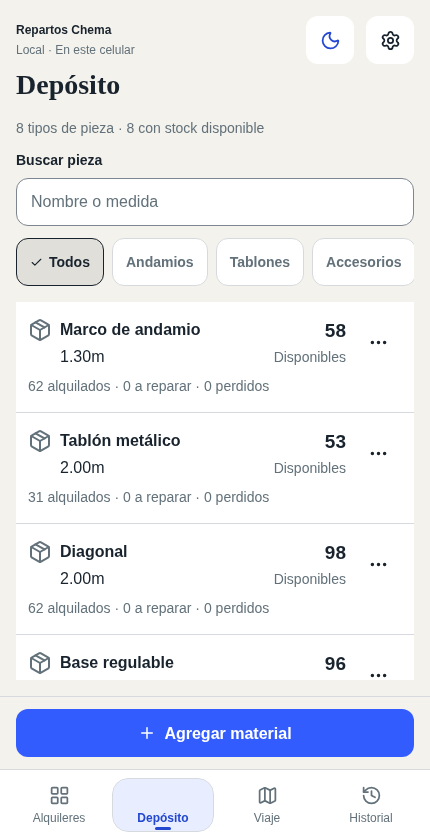 Repartos Chema
Local · En este celular
Depósito
8 tipos de pieza · 8 con stock disponible
Buscar pieza
Nombre o medida
Todos
Andamios
Tablones
Accesorios
Marco de andamio
58
1.30m
Disponibles
62 alquilados · 0 a reparar · 0 perdidos
Tablón metálico
53
2.00m
Disponibles
31 alquilados · 0 a reparar · 0 perdidos
Diagonal
98
2.00m
Disponibles
62 alquilados · 0 a reparar · 0 perdidos
Base regulable
96
Agregar material
Alquileres
Depósito
Viaje
Historial